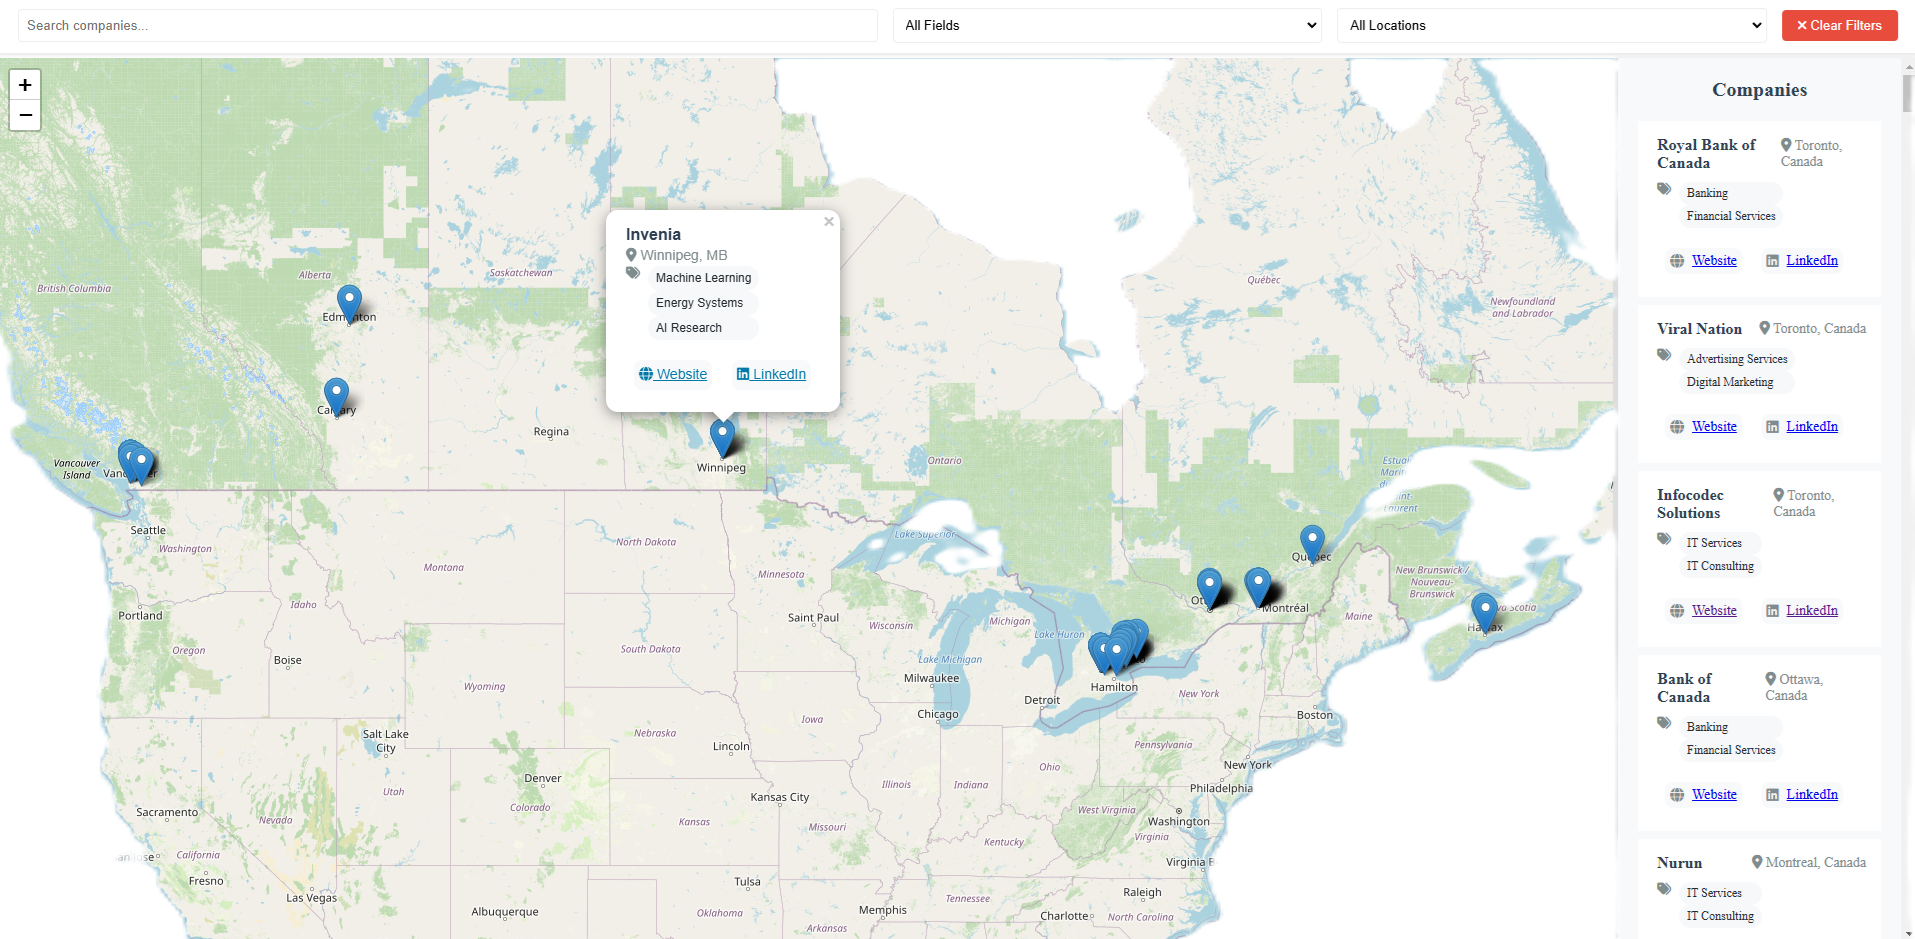 Search companies...
All Fields
All Locations
✕ Clear Filters
+
−
Companies
Royal Bank of
Canada
Toronto,
Canada
Banking
Financial Services
Website
LinkedIn
Viral Nation
Toronto, Canada
Advertising Services
Digital Marketing
Website
LinkedIn
Infocodec
Solutions
Toronto,
Canada
IT Services
IT Consulting
Website
LinkedIn
Bank of
Canada
Ottawa,
Canada
Banking
Financial Services
Website
LinkedIn
Nurun
Montreal, Canada
IT Services
IT Consulting
Invenia
×
Winnipeg, MB
Machine Learning
Energy Systems
AI Research
Website
LinkedIn
Alberta
British Columbia
Saskatchewan
Québec
Newfoundland
and Labrador
Edmonton
Calgary
Regina
Winnipeg
Ontario
Vancouver
Island
Seattle
Washington
North Dakota
Lake Superior
Québec
Montana
Minnesota
New Brunswick /
Nouveau-
Brunswick
Idaho
Portland
Saint Paul
Wisconsin
Michigan
Montréal
Maine
Lake Huron
Oregon
Boise
South Dakota
Lake Michigan
Milwaukee
Hamilton
Wyoming
Detroit
New York
Chicago
Boston
Iowa
Salt Lake
City
Nebraska
Lincoln
Pennsylvania
New York
Ohio
Denver
Utah
Illinois
Indiana
Philadelphia
Colorado
Kansas City
Sacramento
Nevada
Kansas
Missouri
West Virginia
Washington
Virginia
Kentucky
California
Virginia B
Fresno
Las Vegas
Tulsa
Raleigh
Albuquerque
Oklahoma
Memphis
Tennessee
Charlotte
North Carolina
Arkansas